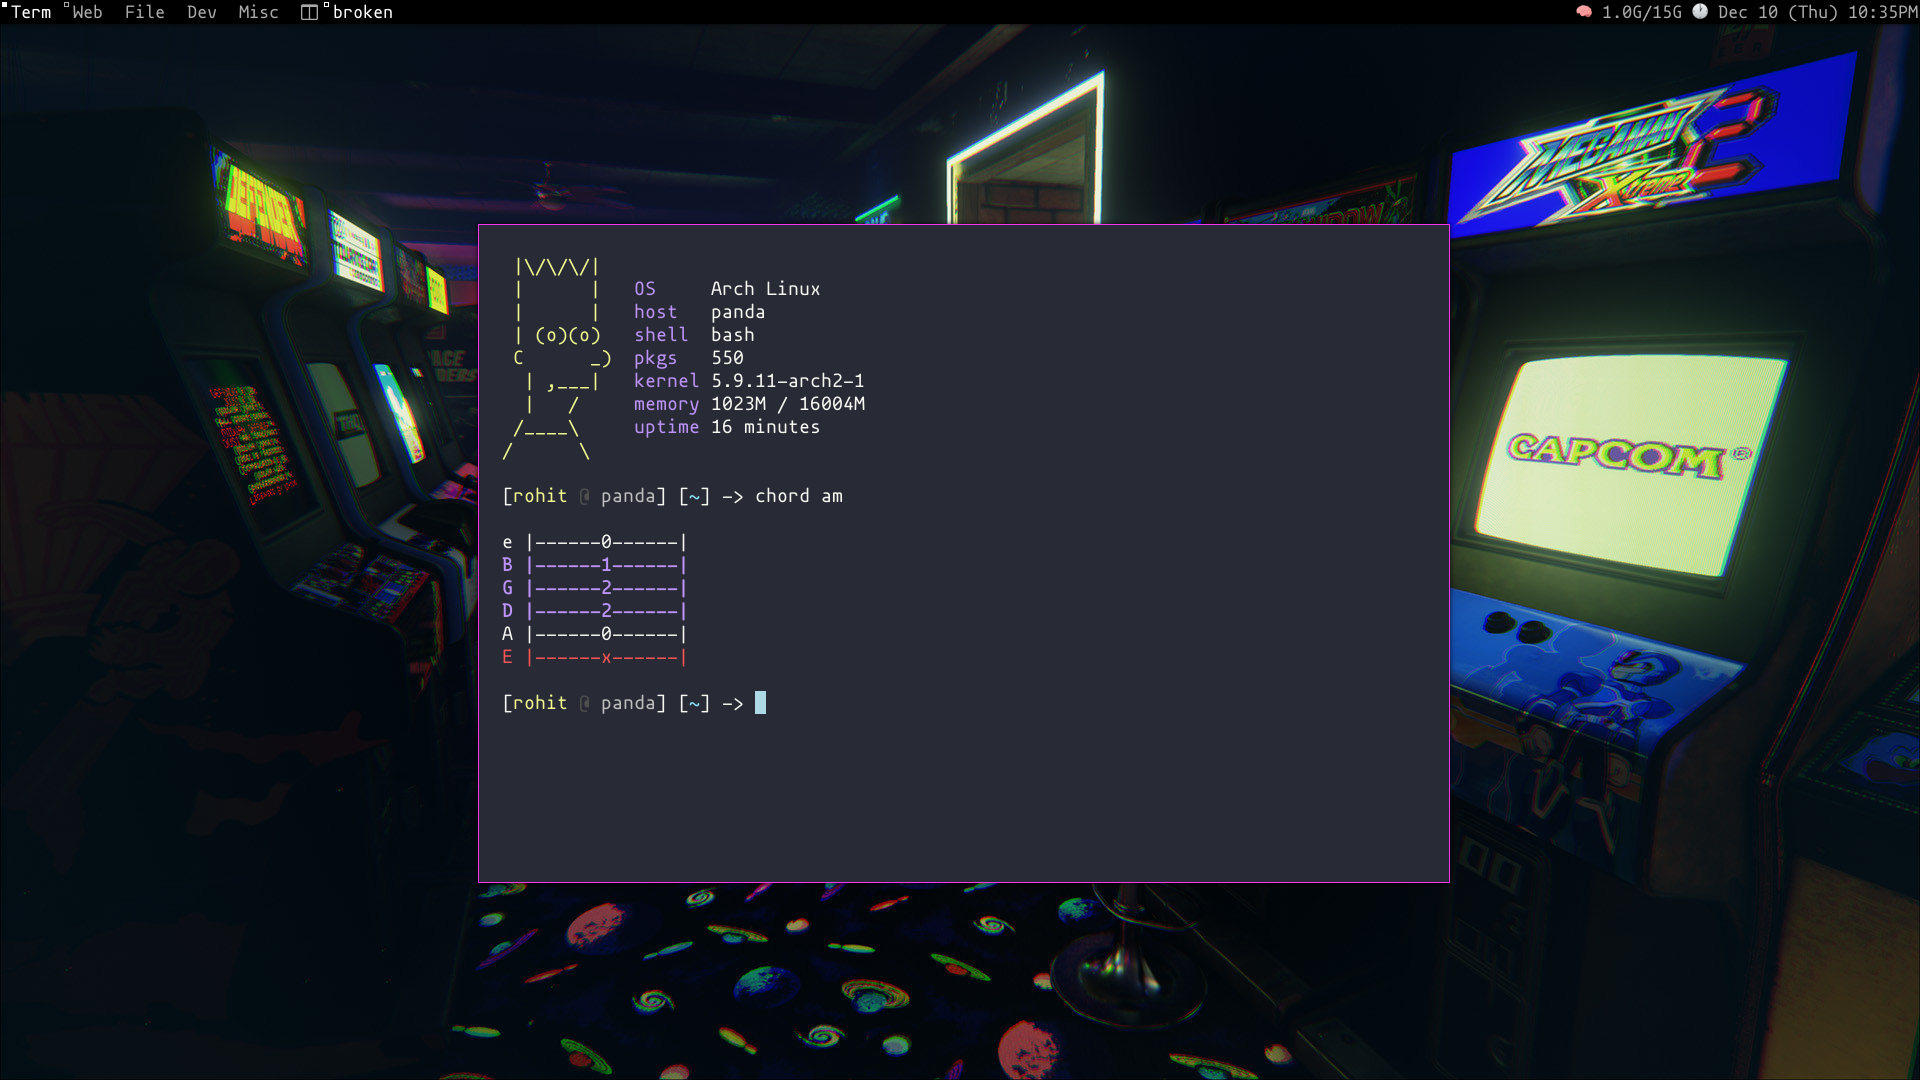 Term Web File Dev Misc broken 1.0G/15G Dec 10 (Thu) 10:35PM
DEFENDER
MEGAMAN 2
Xtreme
|\/\/\/|
|      |   OS     Arch Linux
|      |   host   panda
| (o)(o)   shell  bash
C      _)  pkgs   550
 | ,___|   kernel 5.9.11-arch2-1
 |   /     memory 1023M / 16004M
/____\     uptime 16 minutes
/      \
CAPCOM®
[rohit @ panda] [~] -> chord am
e |------0------|
B |------1------|
G |------2------|
D |------2------|
A |------0------|
E |------x------|
[rohit @ panda] [~] ->